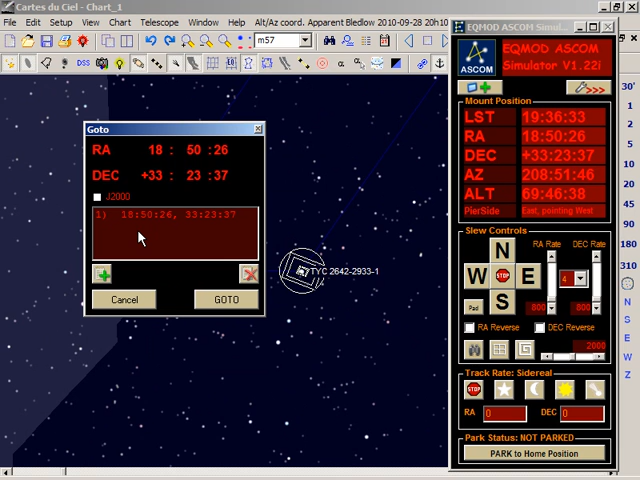 Cartes du Ciel - Chart_1
File Edit Setup View Chart Telescope Window Help Alt/Az coord. Apparent Bledlow 2010-09-28 20h10
m57
DSS
Goto
RA 18 : 50 : 26
DEC +33 : 23 : 37
J2000
1) 18:50:26, 33:23:37
Cancel GOTO
TYC 2642-2933-1
EQMOD ASCOM Simul...
ASCOM
EQMOD ASCOM
Simulator V1.22i
>>>
Mount Position
LST 19:36:33
RA 18:50:26
DEC +33:23:37
AZ 208:51:46
ALT 69:46:38
PierSide East, pointing West
Slew Controls
RA Rate DEC Rate
N
W STOP E
S
4
Pad 800 800
RA Reverse DEC Reverse
2000
Track Rate: Sidereal
STOP
RA 0 DEC 0
Park Status: NOT PARKED
PARK to Home Position
30'
1
2
5
10
20
45
90
180
310
N
S
E
W
Z